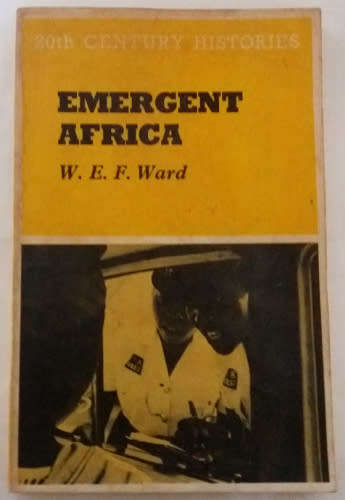 20th CENTURY HISTORIES
EMERGENT
AFRICA
W. E. F. Ward